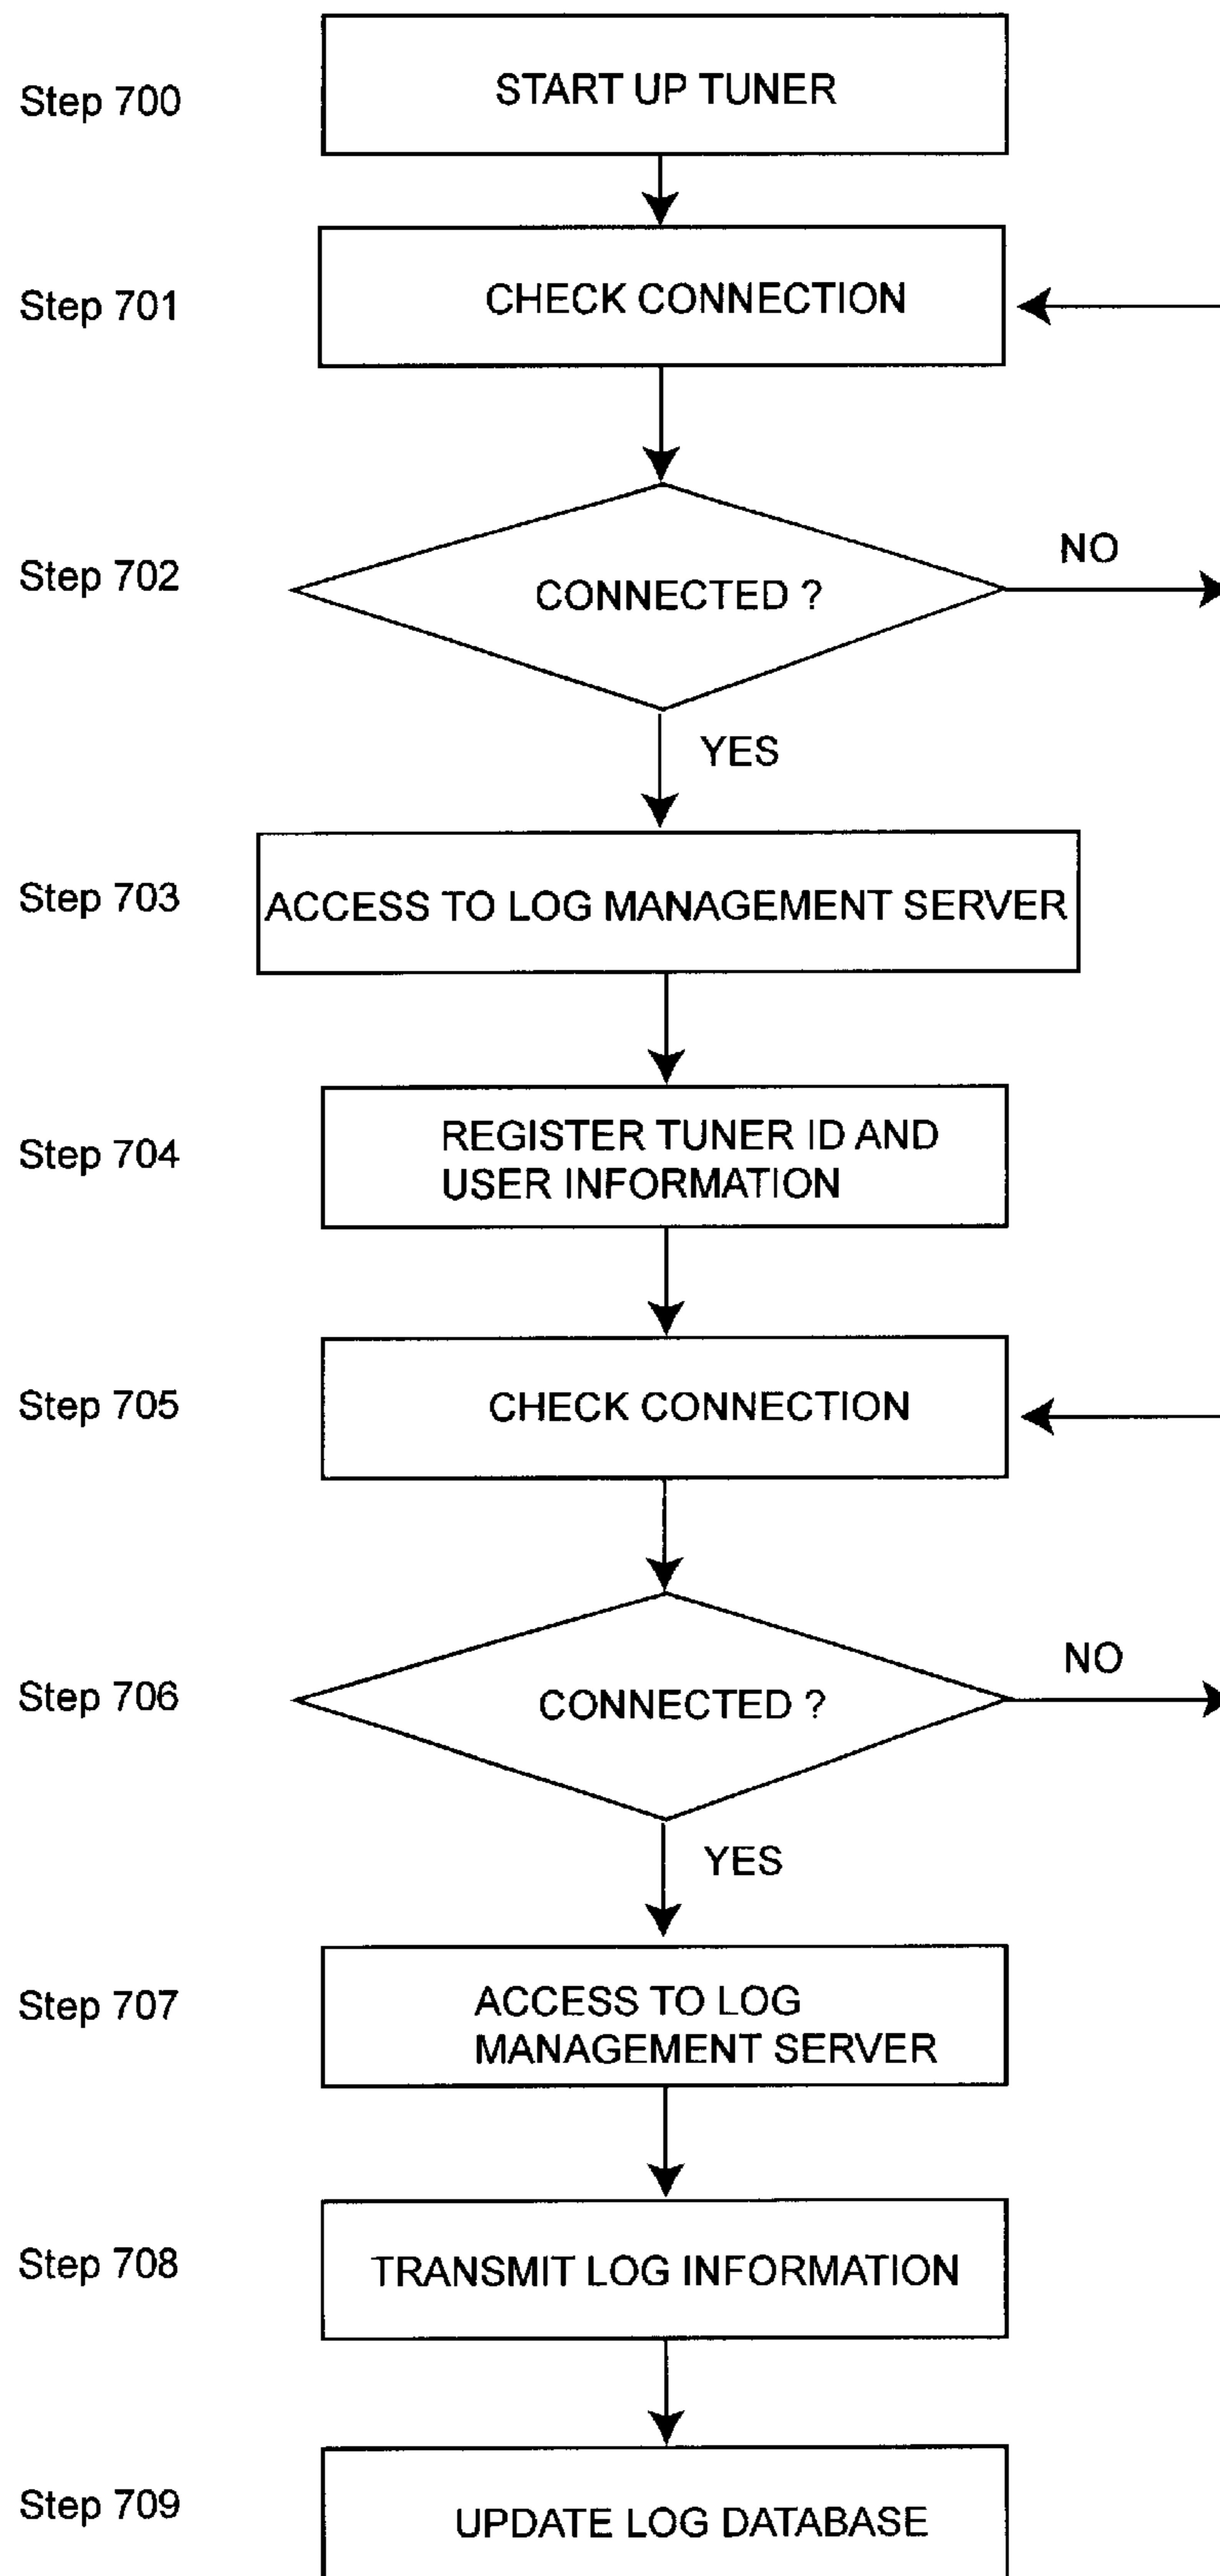 Step 700
START UP TUNER
Step 701
CHECK CONNECTION
Step 702
CONNECTED ?
NO
YES
Step 703
ACCESS TO LOG MANAGEMENT SERVER
Step 704
REGISTER TUNER ID AND
USER INFORMATION
Step 705
CHECK CONNECTION
Step 706
CONNECTED ?
NO
YES
Step 707
ACCESS TO LOG
MANAGEMENT SERVER
Step 708
TRANSMIT LOG INFORMATION
Step 709
UPDATE LOG DATABASE